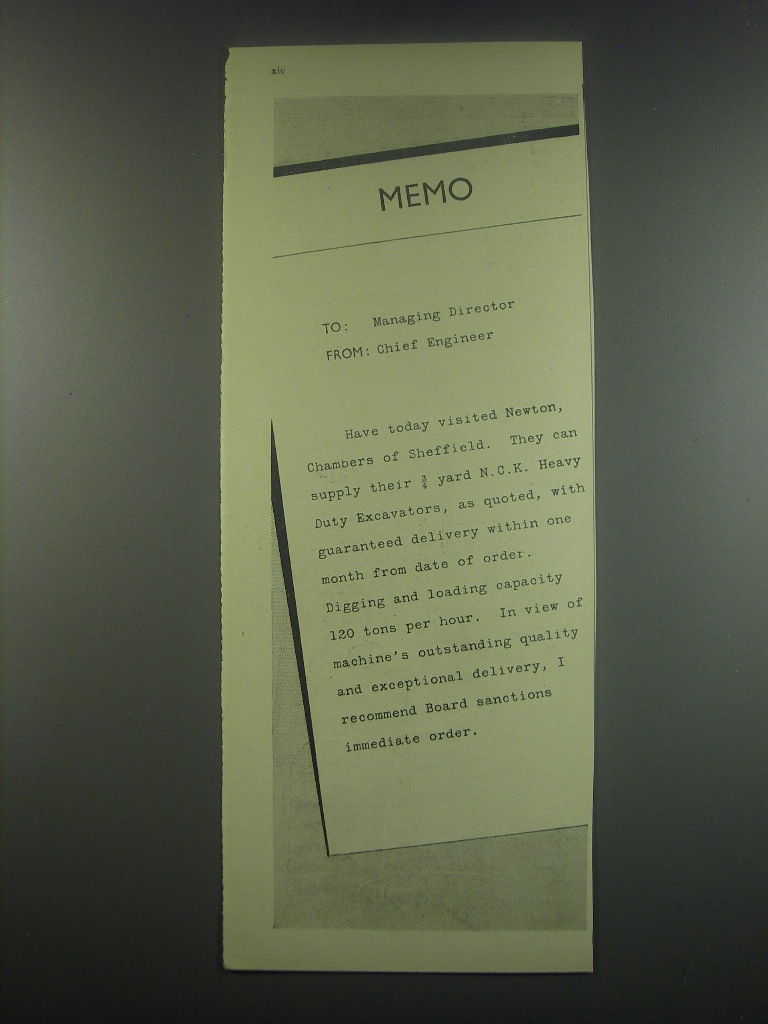 xiv
MEMO
TO: Managing Director
FROM: Chief Engineer
Have today visited Newton,
Chambers of Sheffield. They can
supply their ¾ yard N.C.K. Heavy
Duty Excavators, as quoted, with
guaranteed delivery within one
month from date of order.
Digging and loading capacity
120 tons per hour. In view of
machine's outstanding quality
and exceptional delivery, I
recommend Board sanctions
immediate order.